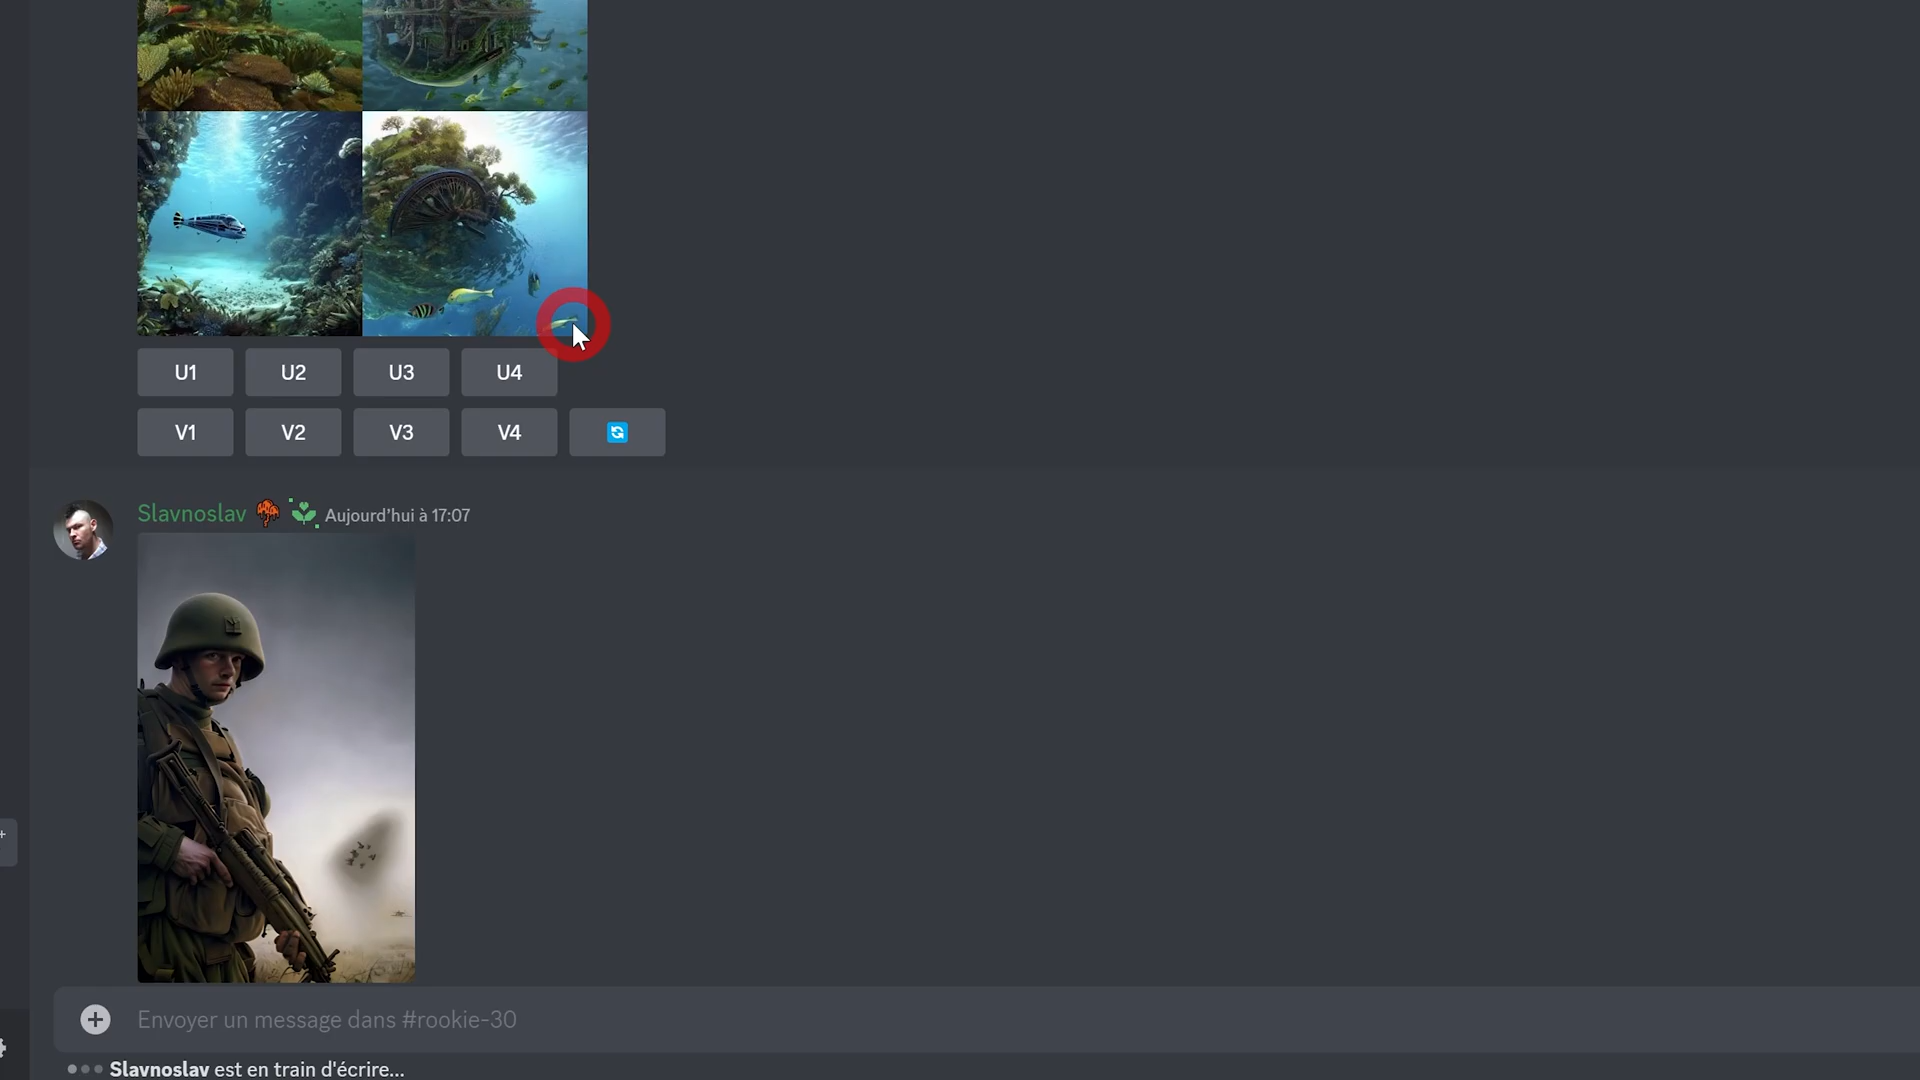 U1 U2 U3 U4
V1 V2 V3 V4
Slavnoslav Aujourd'hui à 17:07
Envoyer un message dans #rookie-30
Slavnoslav est en train d'écrire...